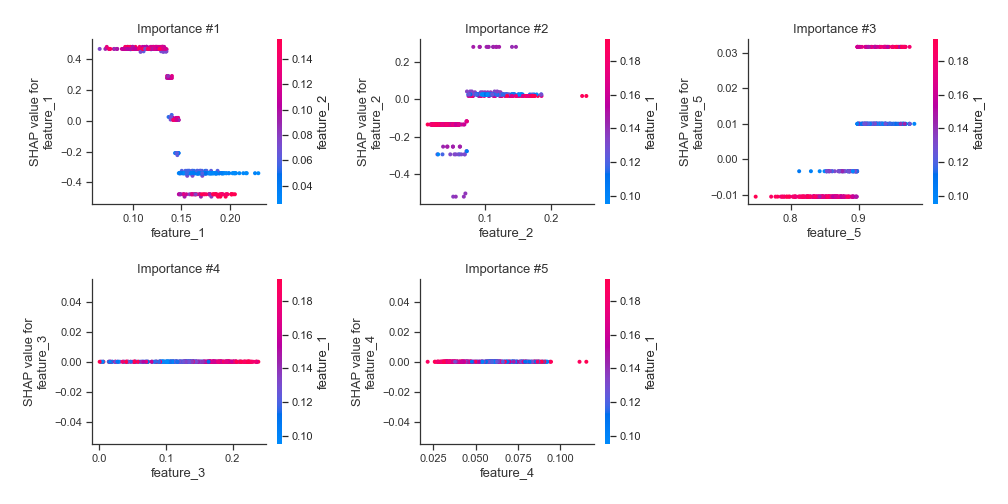 Importance #1
Importance #2
Importance #3
SHAP value for
feature_1
0.4
0.2
0.0
−0.2
−0.4
0.10
0.15
0.20
feature_1
0.14
0.12
0.10
0.08
0.06
0.04
feature_2
SHAP value for
feature_2
0.2
0.0
−0.2
−0.4
0.1
0.2
feature_2
0.18
0.16
0.14
0.12
0.10
feature_1
SHAP value for
feature_5
0.03
0.02
0.01
0.00
−0.01
0.8
0.9
feature_5
0.18
0.16
0.14
0.12
0.10
feature_1
Importance #4
Importance #5
SHAP value for
feature_3
0.04
0.02
0.00
−0.02
−0.04
0.0
0.1
0.2
feature_3
0.18
0.16
0.14
0.12
0.10
feature_1
SHAP value for
feature_4
0.04
0.02
0.00
−0.02
−0.04
0.025
0.050
0.075
0.100
feature_4
0.18
0.16
0.14
0.12
0.10
feature_1